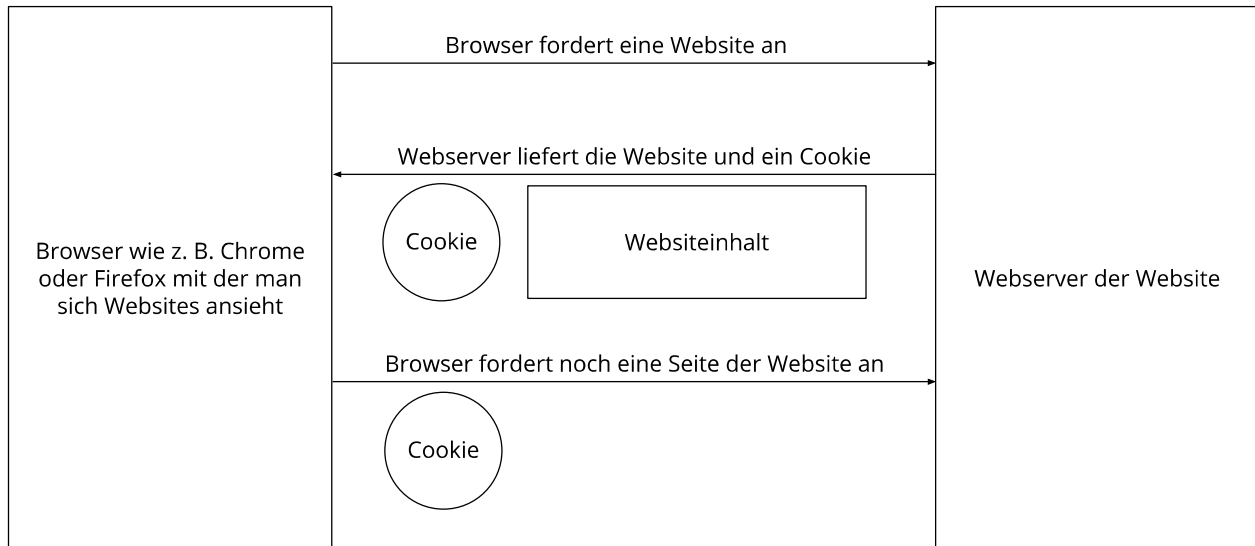 Browser fordert eine Website an
Webserver liefert die Website und ein Cookie
Cookie
Websiteinhalt
Browser wie z. B. Chrome
oder Firefox mit der man
sich Websites ansieht
Webserver der Website
Browser fordert noch eine Seite der Website an
Cookie